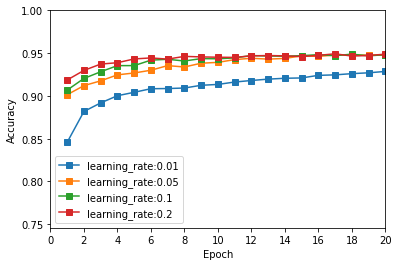 1.00
0.95
0.90
0.85
0.80
0.75
Accuracy
learning_rate:0.01
learning_rate:0.05
learning_rate:0.1
learning_rate:0.2
0 2 4 6 8 10 12 14 16 18 20
Epoch